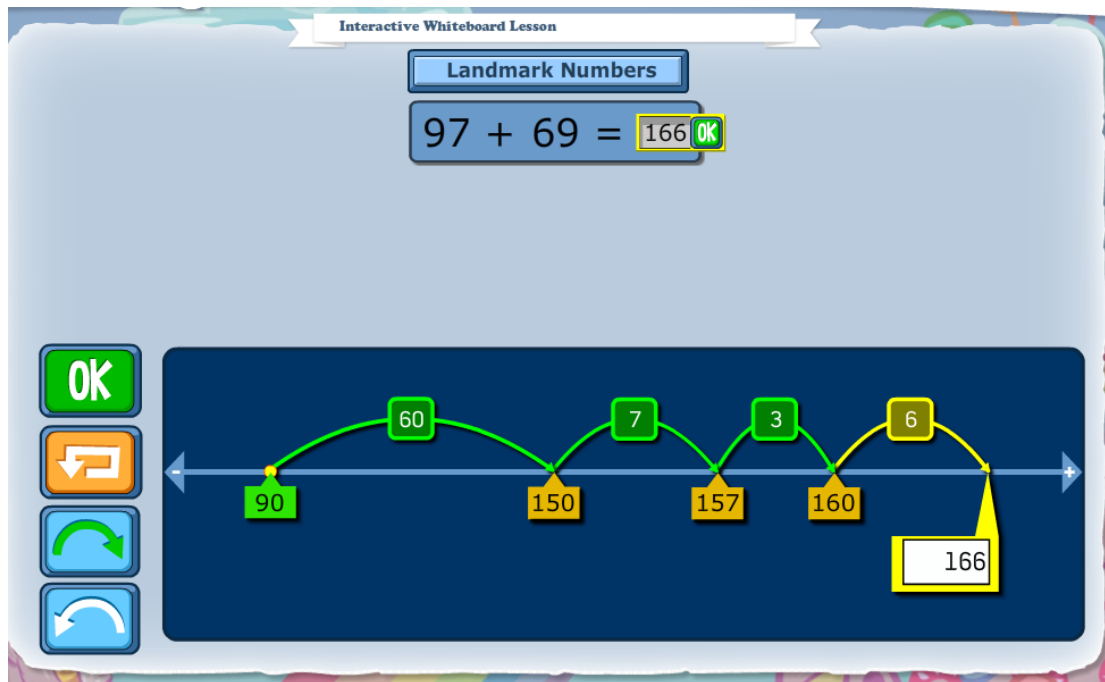 Interactive Whiteboard Lesson
Landmark Numbers
97 + 69 = 166 OK
OK
60 7 3 6
- +
90 150 157 160
166